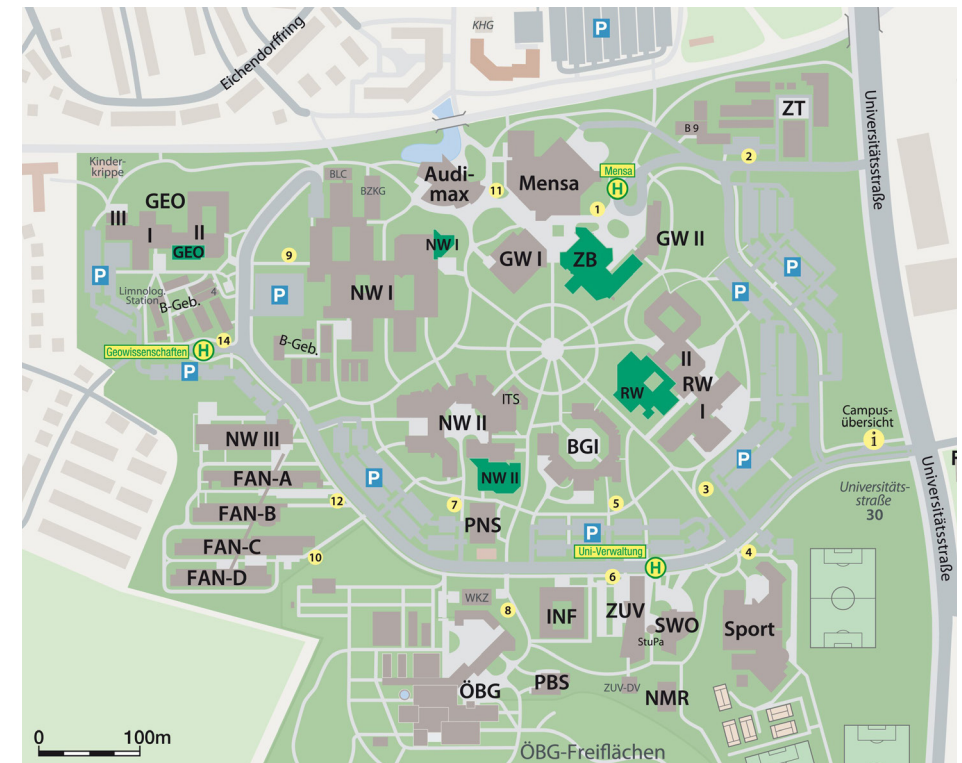 KHG
P
Eichendorffring
ZT
B 9
2
Universitätsstraße
Kinder-
krippe
BLC
BZKG
Audi-
max
11
Mensa
Mensa
H
1
GEO
III
I
II
GEO
NW I
GW I
ZB
GW II
9
P
P
P
P
Limnolog.
Station
4
B-Geb.
NW I
14
Geowissenschaften
H
B-Geb.
P
II
RW
RW
I
ITS
NW II
BGI
Campus-
übersicht
i
NW III
FAN-A
FAN-B
FAN-C
FAN-D
12
10
P
NW II
7
PNS
5
3
P
Universitäts-
straße
30
F
Universitätsstraße
P
Uni-Verwaltung
H
4
6
WKZ
8
INF
ZUV
SWO
StuPa
Sport
ÖBG
PBS
ZUV-DV
NMR
0
100m
ÖBG-Freiflächen